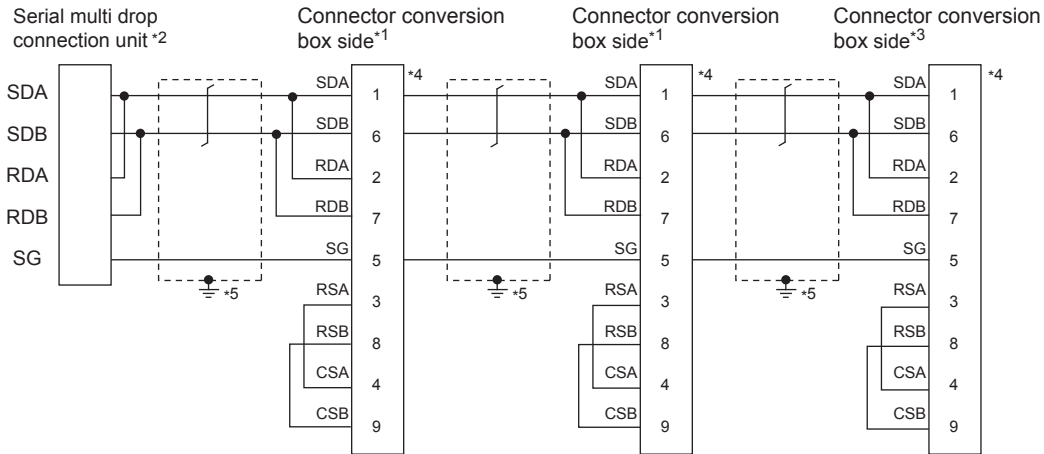 Serial multi drop
connection unit *2
Connector conversion
box side*1
Connector conversion
box side*1
Connector conversion
box side*3
SDA
SDB
RDA
RDB
SG
*5
*4
SDA 1
SDB 6
RDA 2
RDB 7
SG 5
RSA 3
RSB 8
CSA 4
CSB 9
*5
*4
SDA 1
SDB 6
RDA 2
RDB 7
SG 5
RSA 3
RSB 8
CSA 4
CSB 9
*5
*4
SDA 1
SDB 6
RDA 2
RDB 7
SG 5
RSA 3
RSB 8
CSA 4
CSB 9